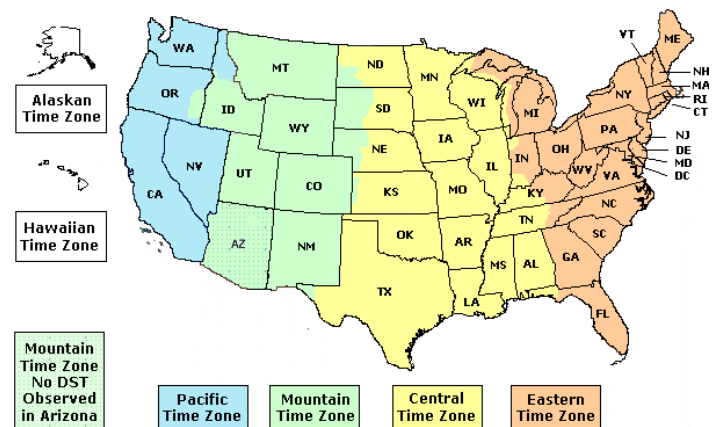 VT
ME
WA
MT
ND
MN
NH
MA
RI
CT
OR
ID
SD
WI
NY
MI
WY
IA
PA
NJ
DE
MD
DC
NV
UT
CO
NE
IL
IN
OH
WV
VA
CA
KS
MO
KY
NC
TN
AZ
NM
OK
AR
SC
MS
AL
GA
TX
LA
FL
Alaskan
Time Zone
Hawaiian
Time Zone
Mountain
Time Zone
No DST
Observed
in Arizona
Pacific
Time Zone
Mountain
Time Zone
Central
Time Zone
Eastern
Time Zone